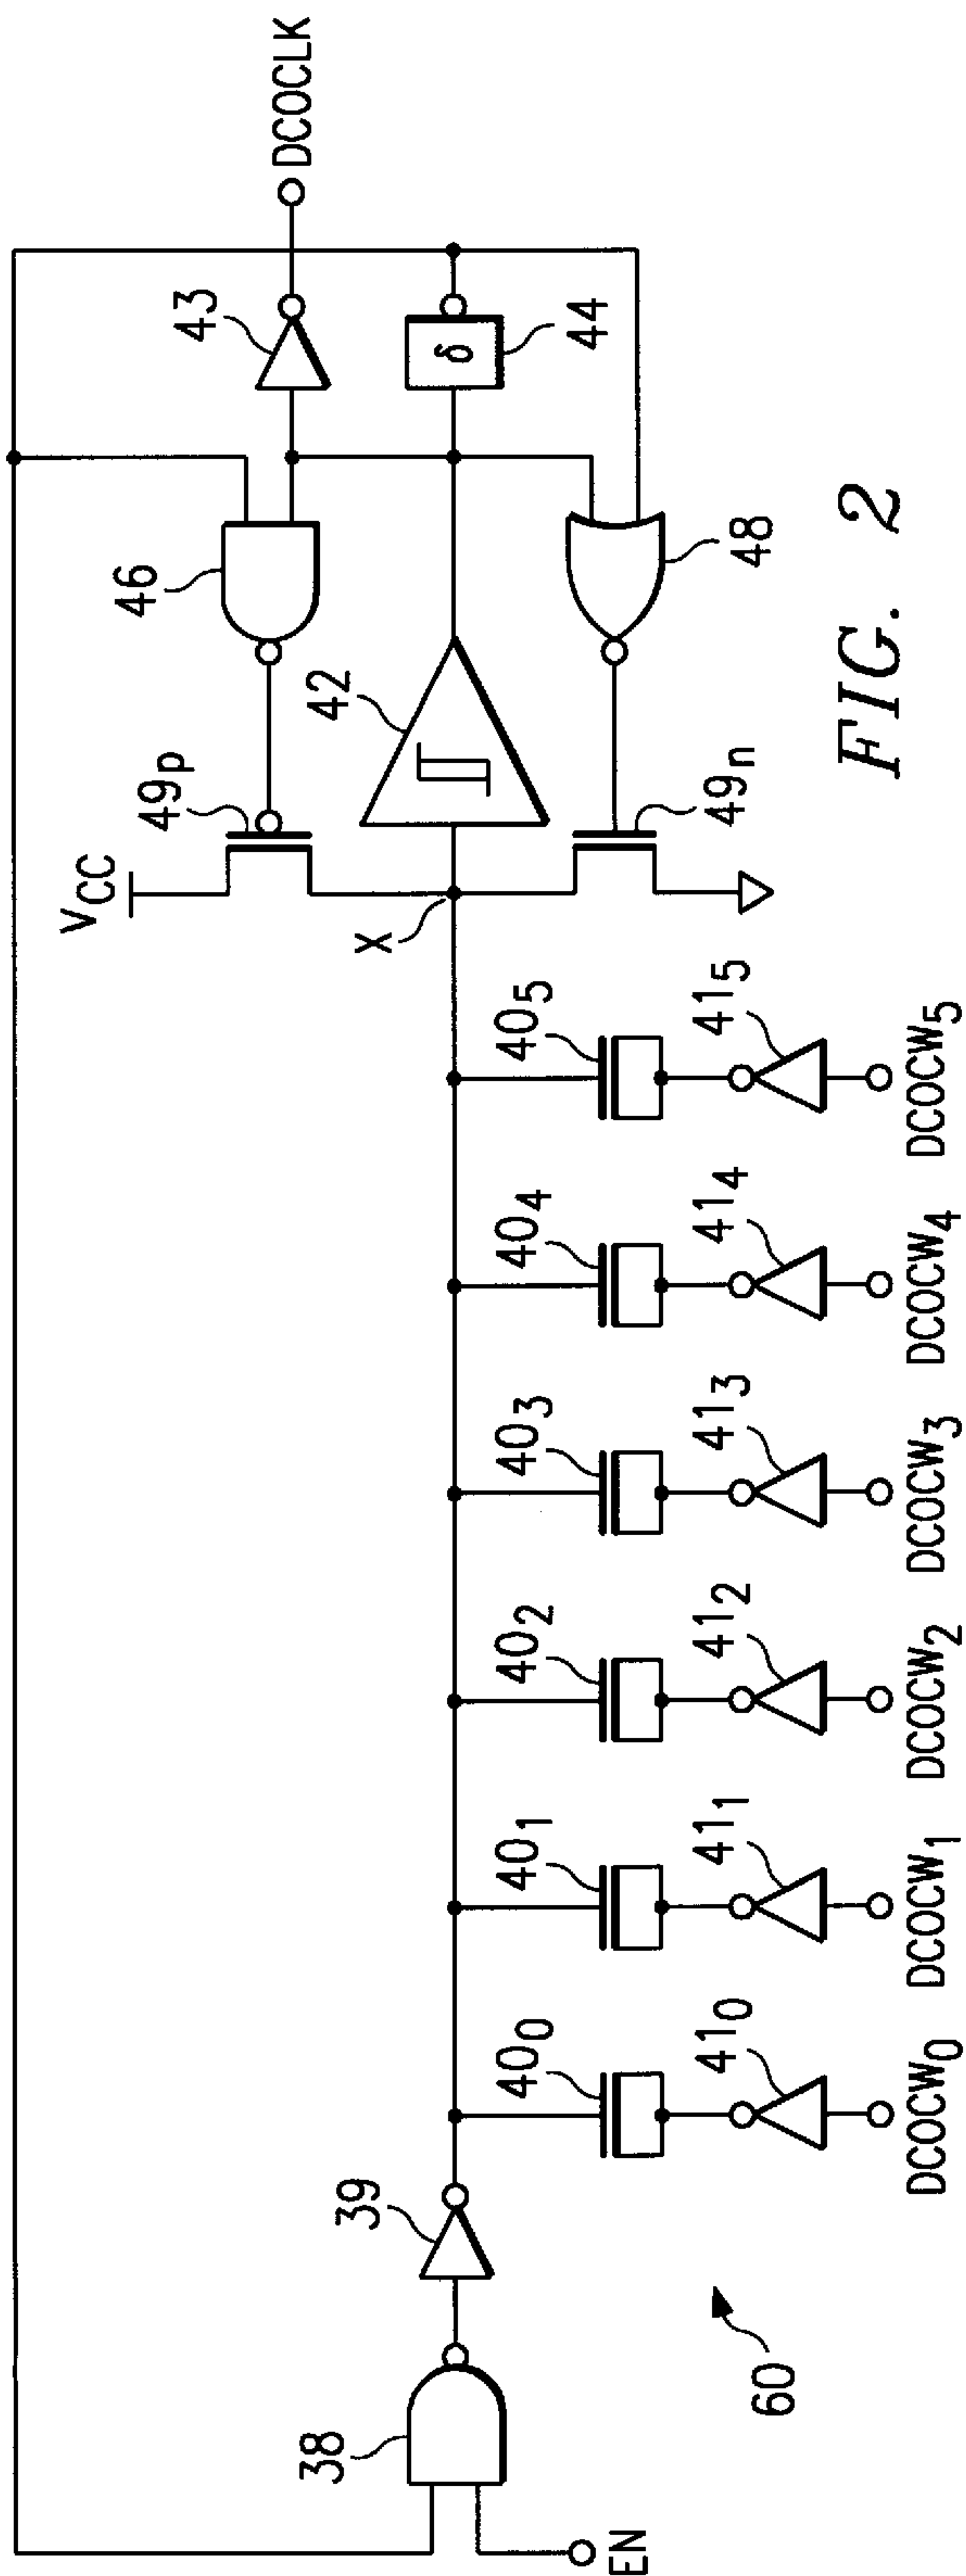 DCOCLK
43
46
δ
44
42
48
49p
VCC
X
49n
40₅
41₅
DCOCW₅
40₄
41₄
DCOCW₄
40₃
41₃
DCOCW₃
40₂
41₂
DCOCW₂
40₁
41₁
DCOCW₁
40₀
41₀
DCOCW₀
39
38
EN
60
FIG. 2